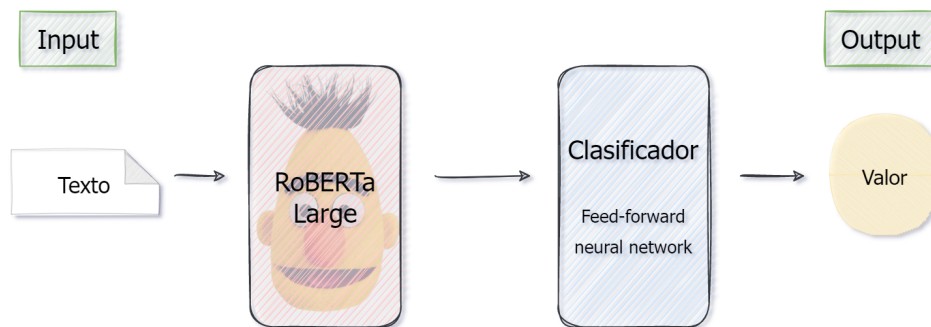 Input
Output
Texto
RoBERTa
Large
Clasificador
Feed-forward
neural network
Valor